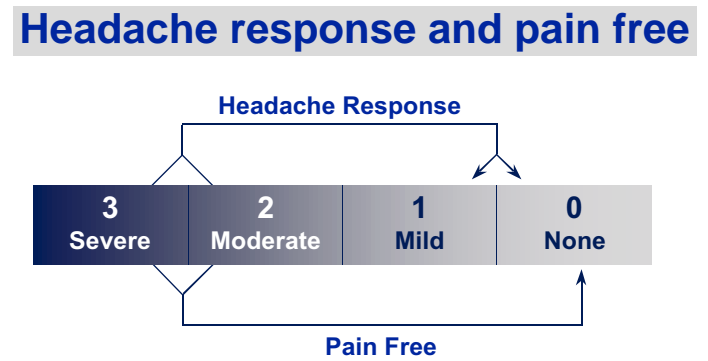 Headache response and pain free
Headache Response
3 2 1 0
Severe Moderate Mild None
Pain Free